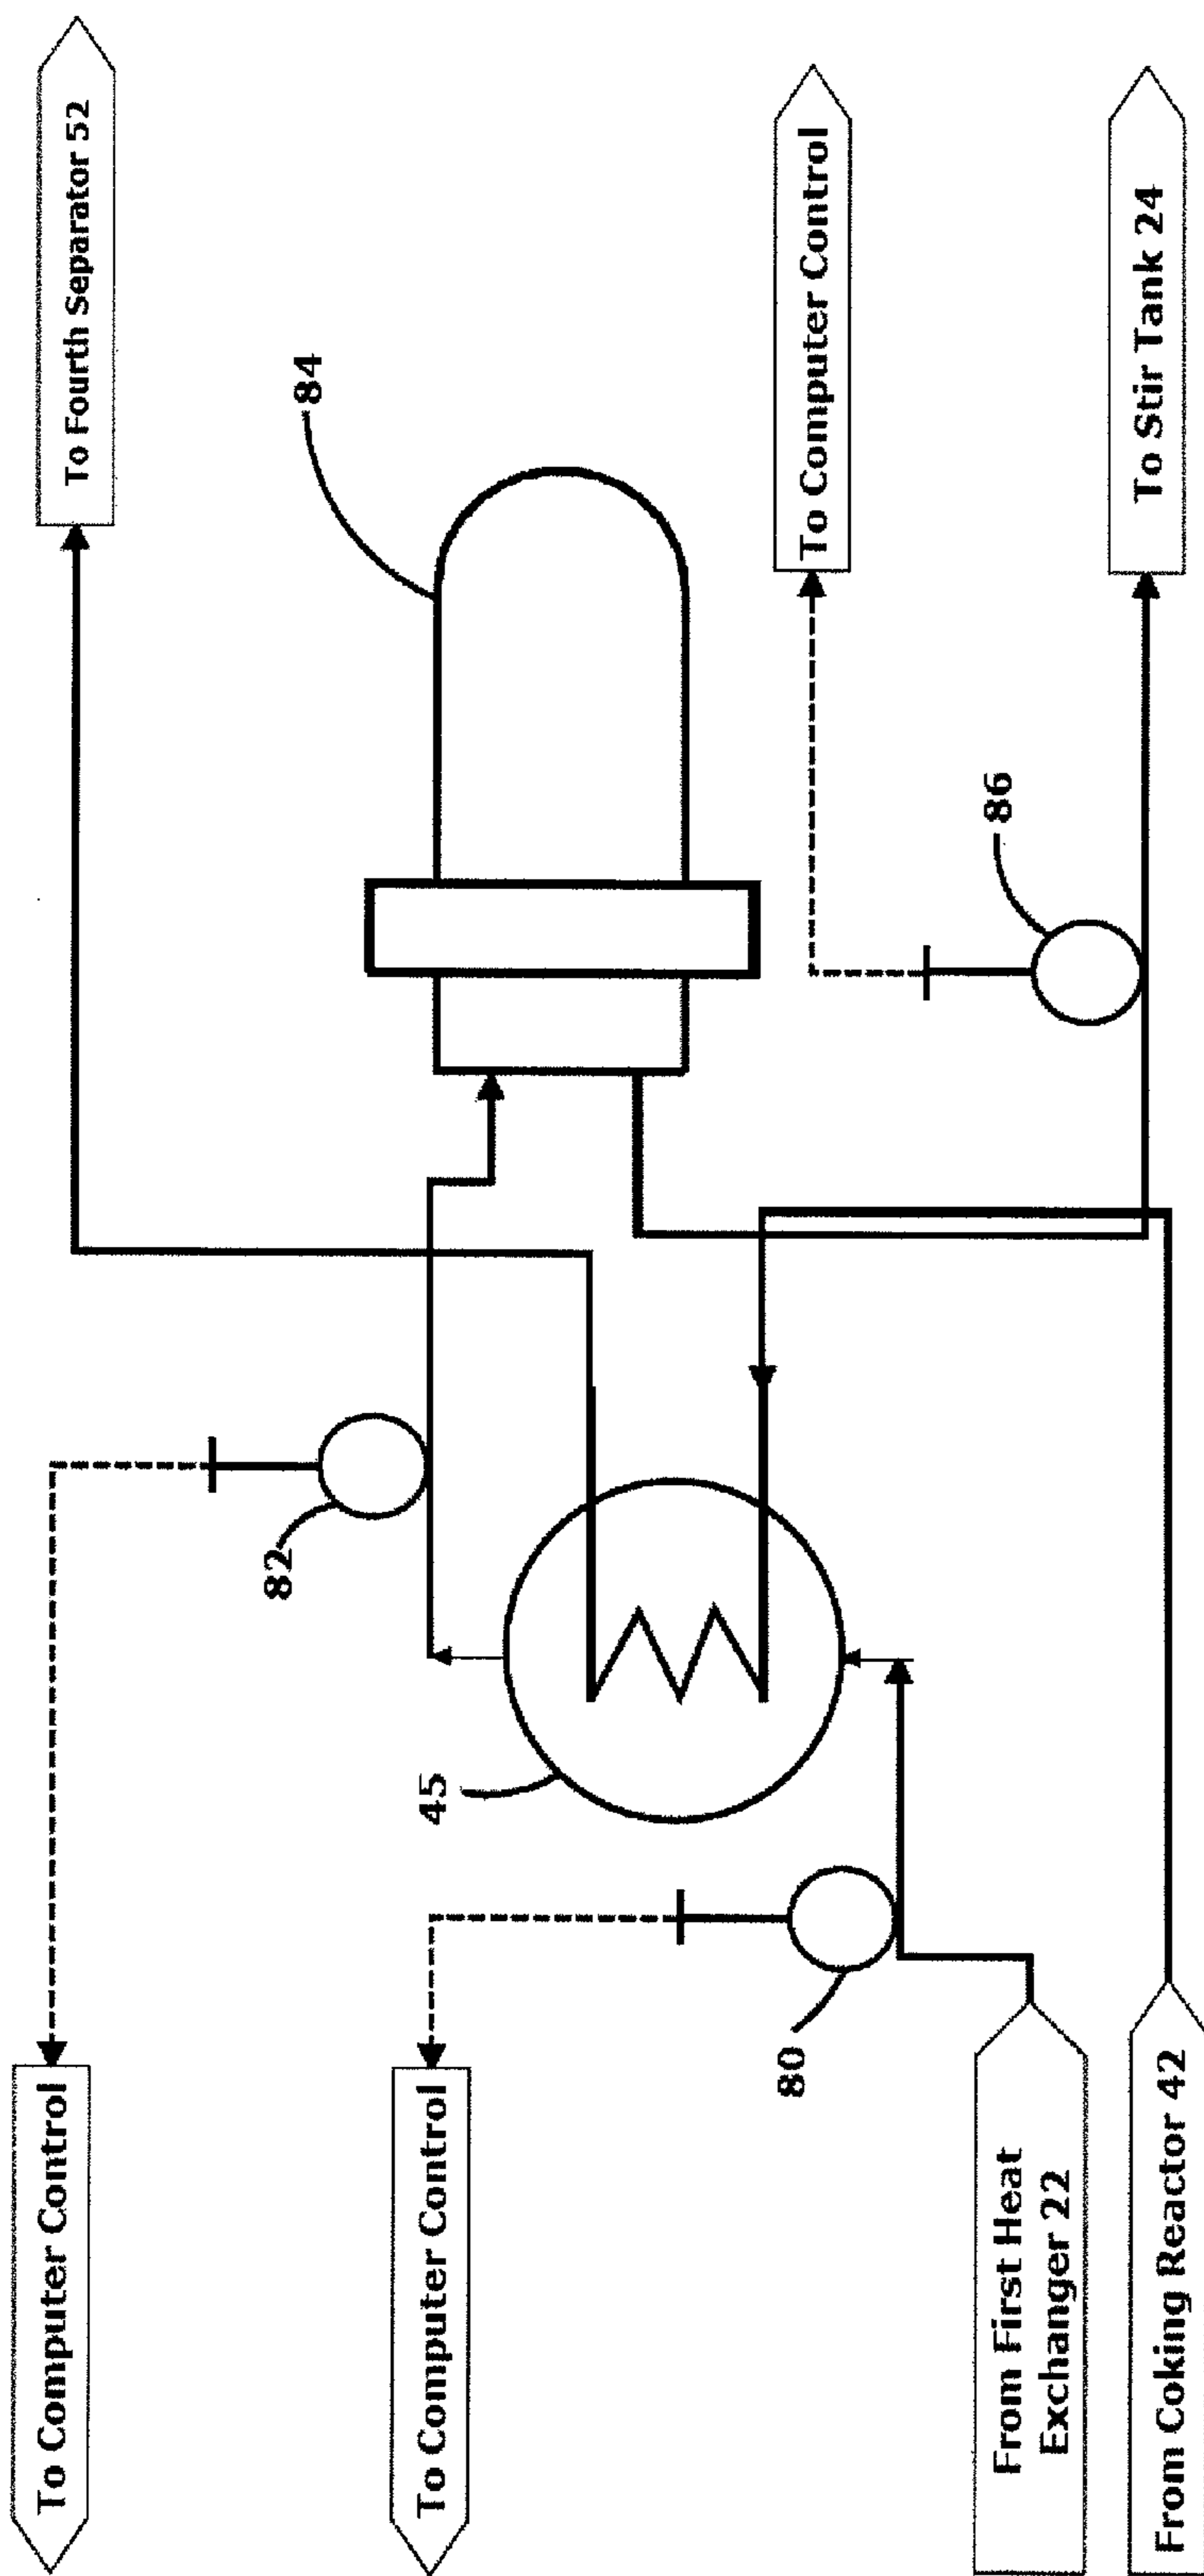 To Computer Control
To Fourth Separator 52
82
84
To Computer Control
45
80
To Computer Control
86
From First Heat
Exchanger 22
From Coking Reactor 42
To Stir Tank 24